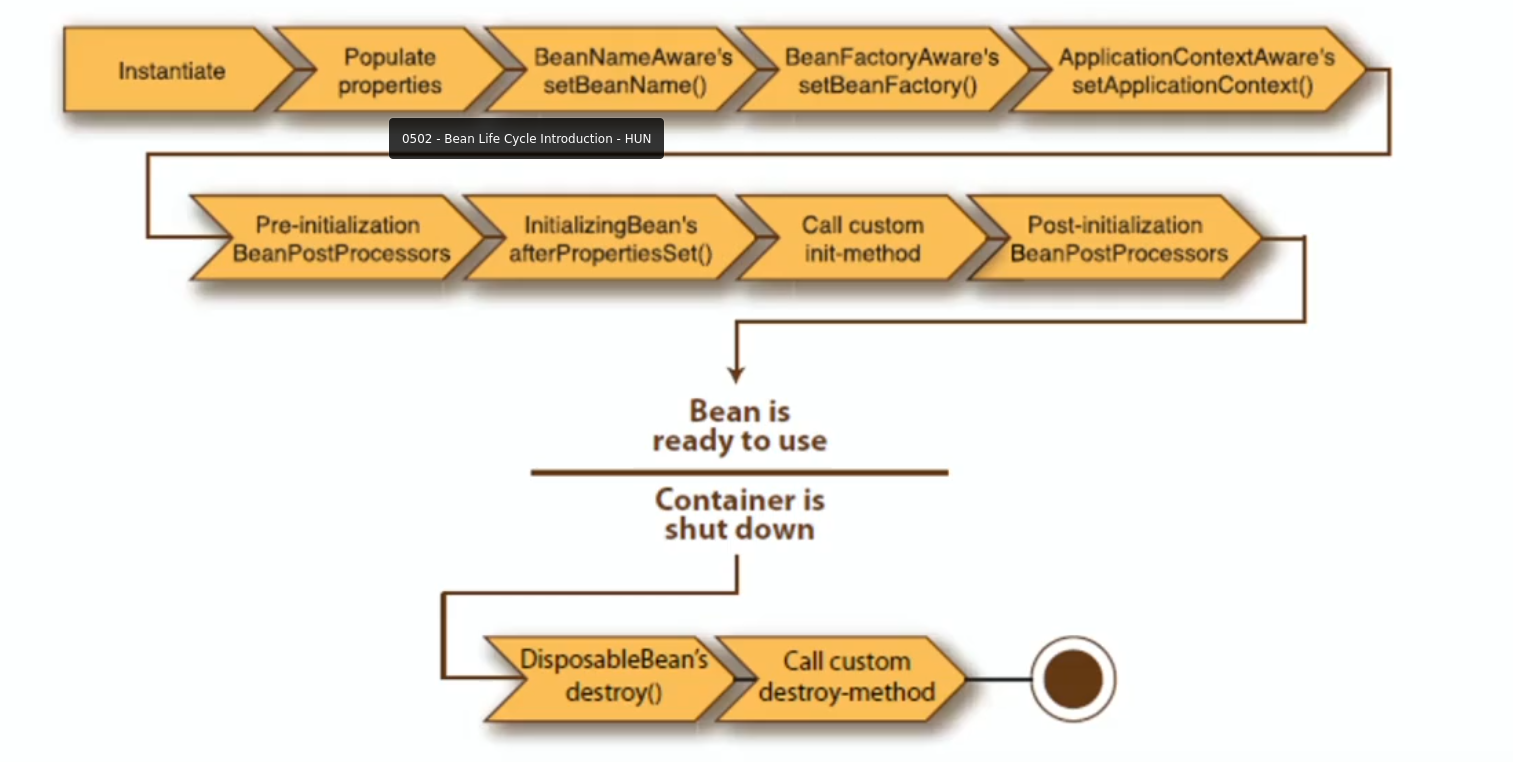 Instantiate
Populate
properties
BeanNameAware's
setBeanName()
BeanFactoryAware's
setBeanFactory()
ApplicationContextAware's
setApplicationContext()
0502 - Bean Life Cycle Introduction - HUN
Pre-initialization
BeanPostProcessors
InitializingBean's
afterPropertiesSet()
Call custom
init-method
Post-initialization
BeanPostProcessors
Bean is
ready to use
Container is
shut down
DisposableBean's
destroy()
Call custom
destroy-method